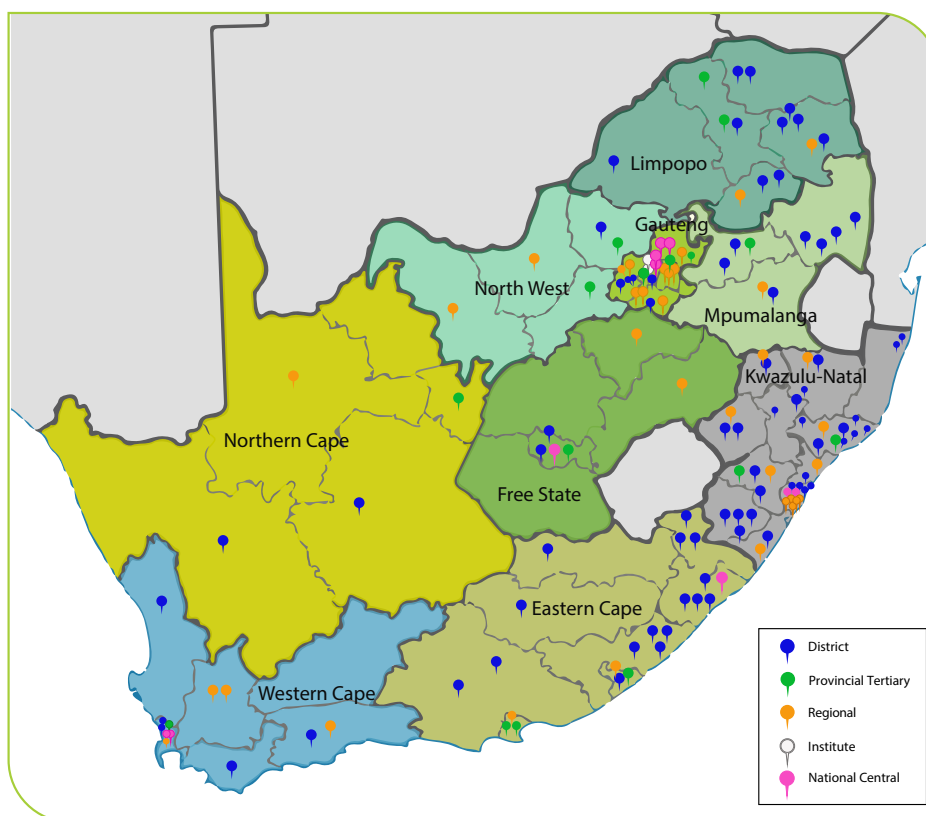 Limpopo
Gauteng
North West
Mpumalanga
Kwazulu-Natal
Northern Cape
Free State
Eastern Cape
Western Cape
District
Provincial Tertiary
Regional
Institute
National Central